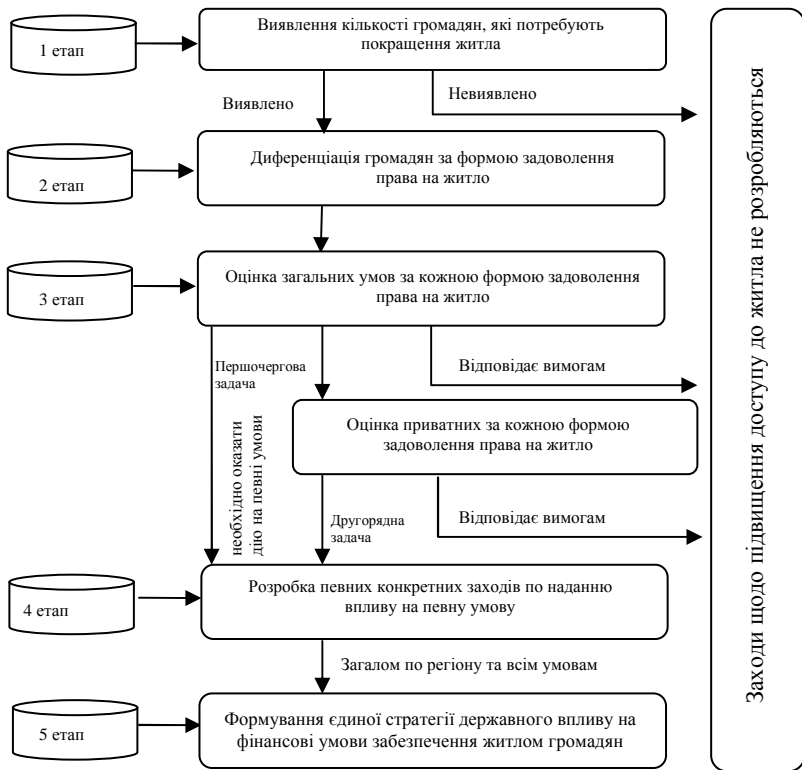 Виявлення кількості громадян, які потребують
покращення житла
1 етап
Виявлено
Невиявлено
Диференціація громадян за формою задоволення
права на житло
2 етап
Оцінка загальних умов за кожною формою задоволення
права на житло
3 етап
Першочергова
задача
Відповідає вимогам
необхідно оказати
дію на певні умови
Оцінка приватних за кожною формою
задоволення права на житло
Другорядна
задача
Відповідає вимогам
Розробка певних конкретних заходів по наданню
впливу на певну умову
4 етап
Загалом по регіону та всім умовам
Формування єдиної стратегії державного впливу на
фінансові умови забезпечення житлом громадян
5 етап
Заходи щодо підвищення доступу до житла не розробляються